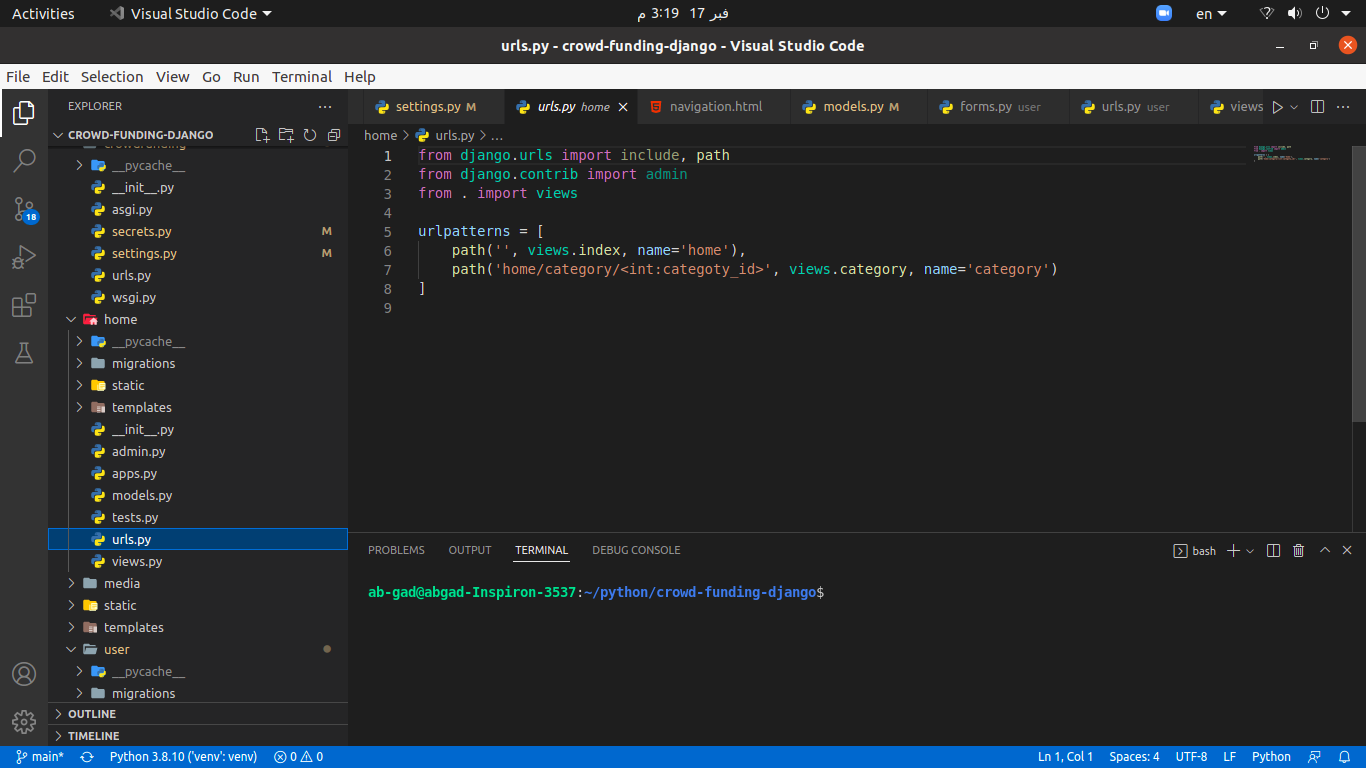 Activities Visual Studio Code فبر 17 3:19 م en
urls.py - crowd-funding-django - Visual Studio Code
File Edit Selection View Go Run Terminal Help
EXPLORER
CROWD-FUNDING-DJANGO
crowdfunding
__pycache__
__init__.py
asgi.py
secrets.py M
settings.py M
urls.py
wsgi.py
home
__pycache__
migrations
static
templates
__init__.py
admin.py
apps.py
models.py
tests.py
urls.py
views.py
media
static
templates
user
__pycache__
migrations
OUTLINE
TIMELINE
18
settings.py M urls.py home navigation.html models.py M forms.py user urls.py user views
home > urls.py > ...
1 from django.urls import include, path
2 from django.contrib import admin
3 from . import views
4
5 urlpatterns = [
6 path('', views.index, name='home'),
7 path('home/category/<int:categoty_id>', views.category, name='category')
8 ]
9
PROBLEMS OUTPUT TERMINAL DEBUG CONSOLE bash
ab-gad@abgad-Inspiron-3537:~/python/crowd-funding-django$
main* Python 3.8.10 ('venv': venv) 0 0 Ln 1, Col 1 Spaces: 4 UTF-8 LF Python